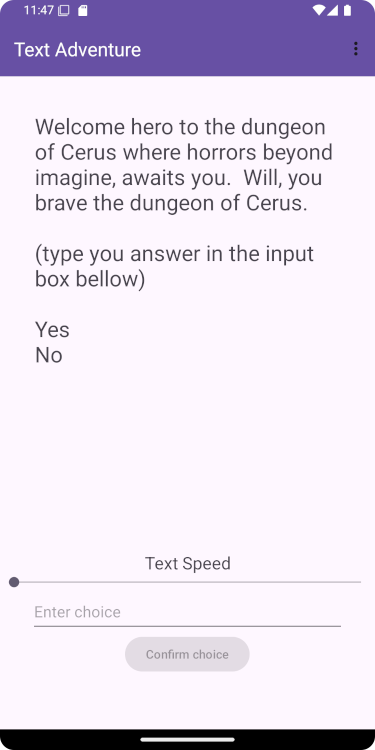 11:47
Text Adventure
Welcome hero to the dungeon
of Cerus where horrors beyond
imagine, awaits you.  Will, you
brave the dungeon of Cerus.
(type you answer in the input
box bellow)
Yes
No
Text Speed
Enter choice
Confirm choice